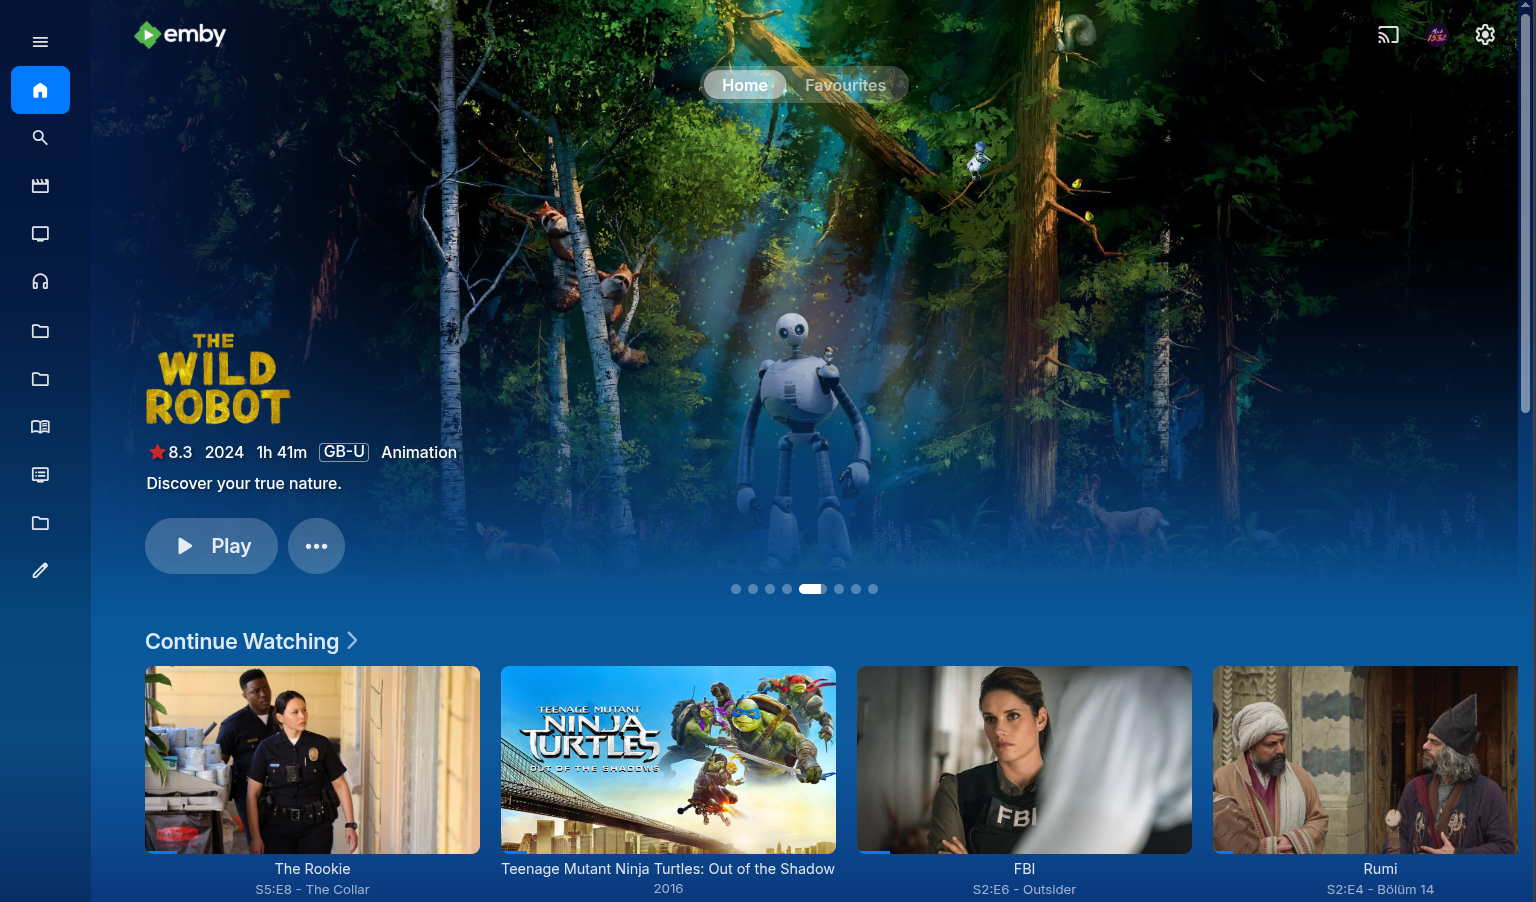 emby
Home Favourites
THE
WILD
ROBOT
8.3 2024 1h 41m GB-U Animation
Discover your true nature.
Play
Continue Watching
TEENAGE MUTANT
NINJA
TURTLES
OUT OF THE SHADOWS
FBI
The Rookie
S5:E8 - The Collar
Teenage Mutant Ninja Turtles: Out of the Shadow
2016
FBI
S2:E6 - Outsider
Rumi
S2:E4 - Bölüm 14